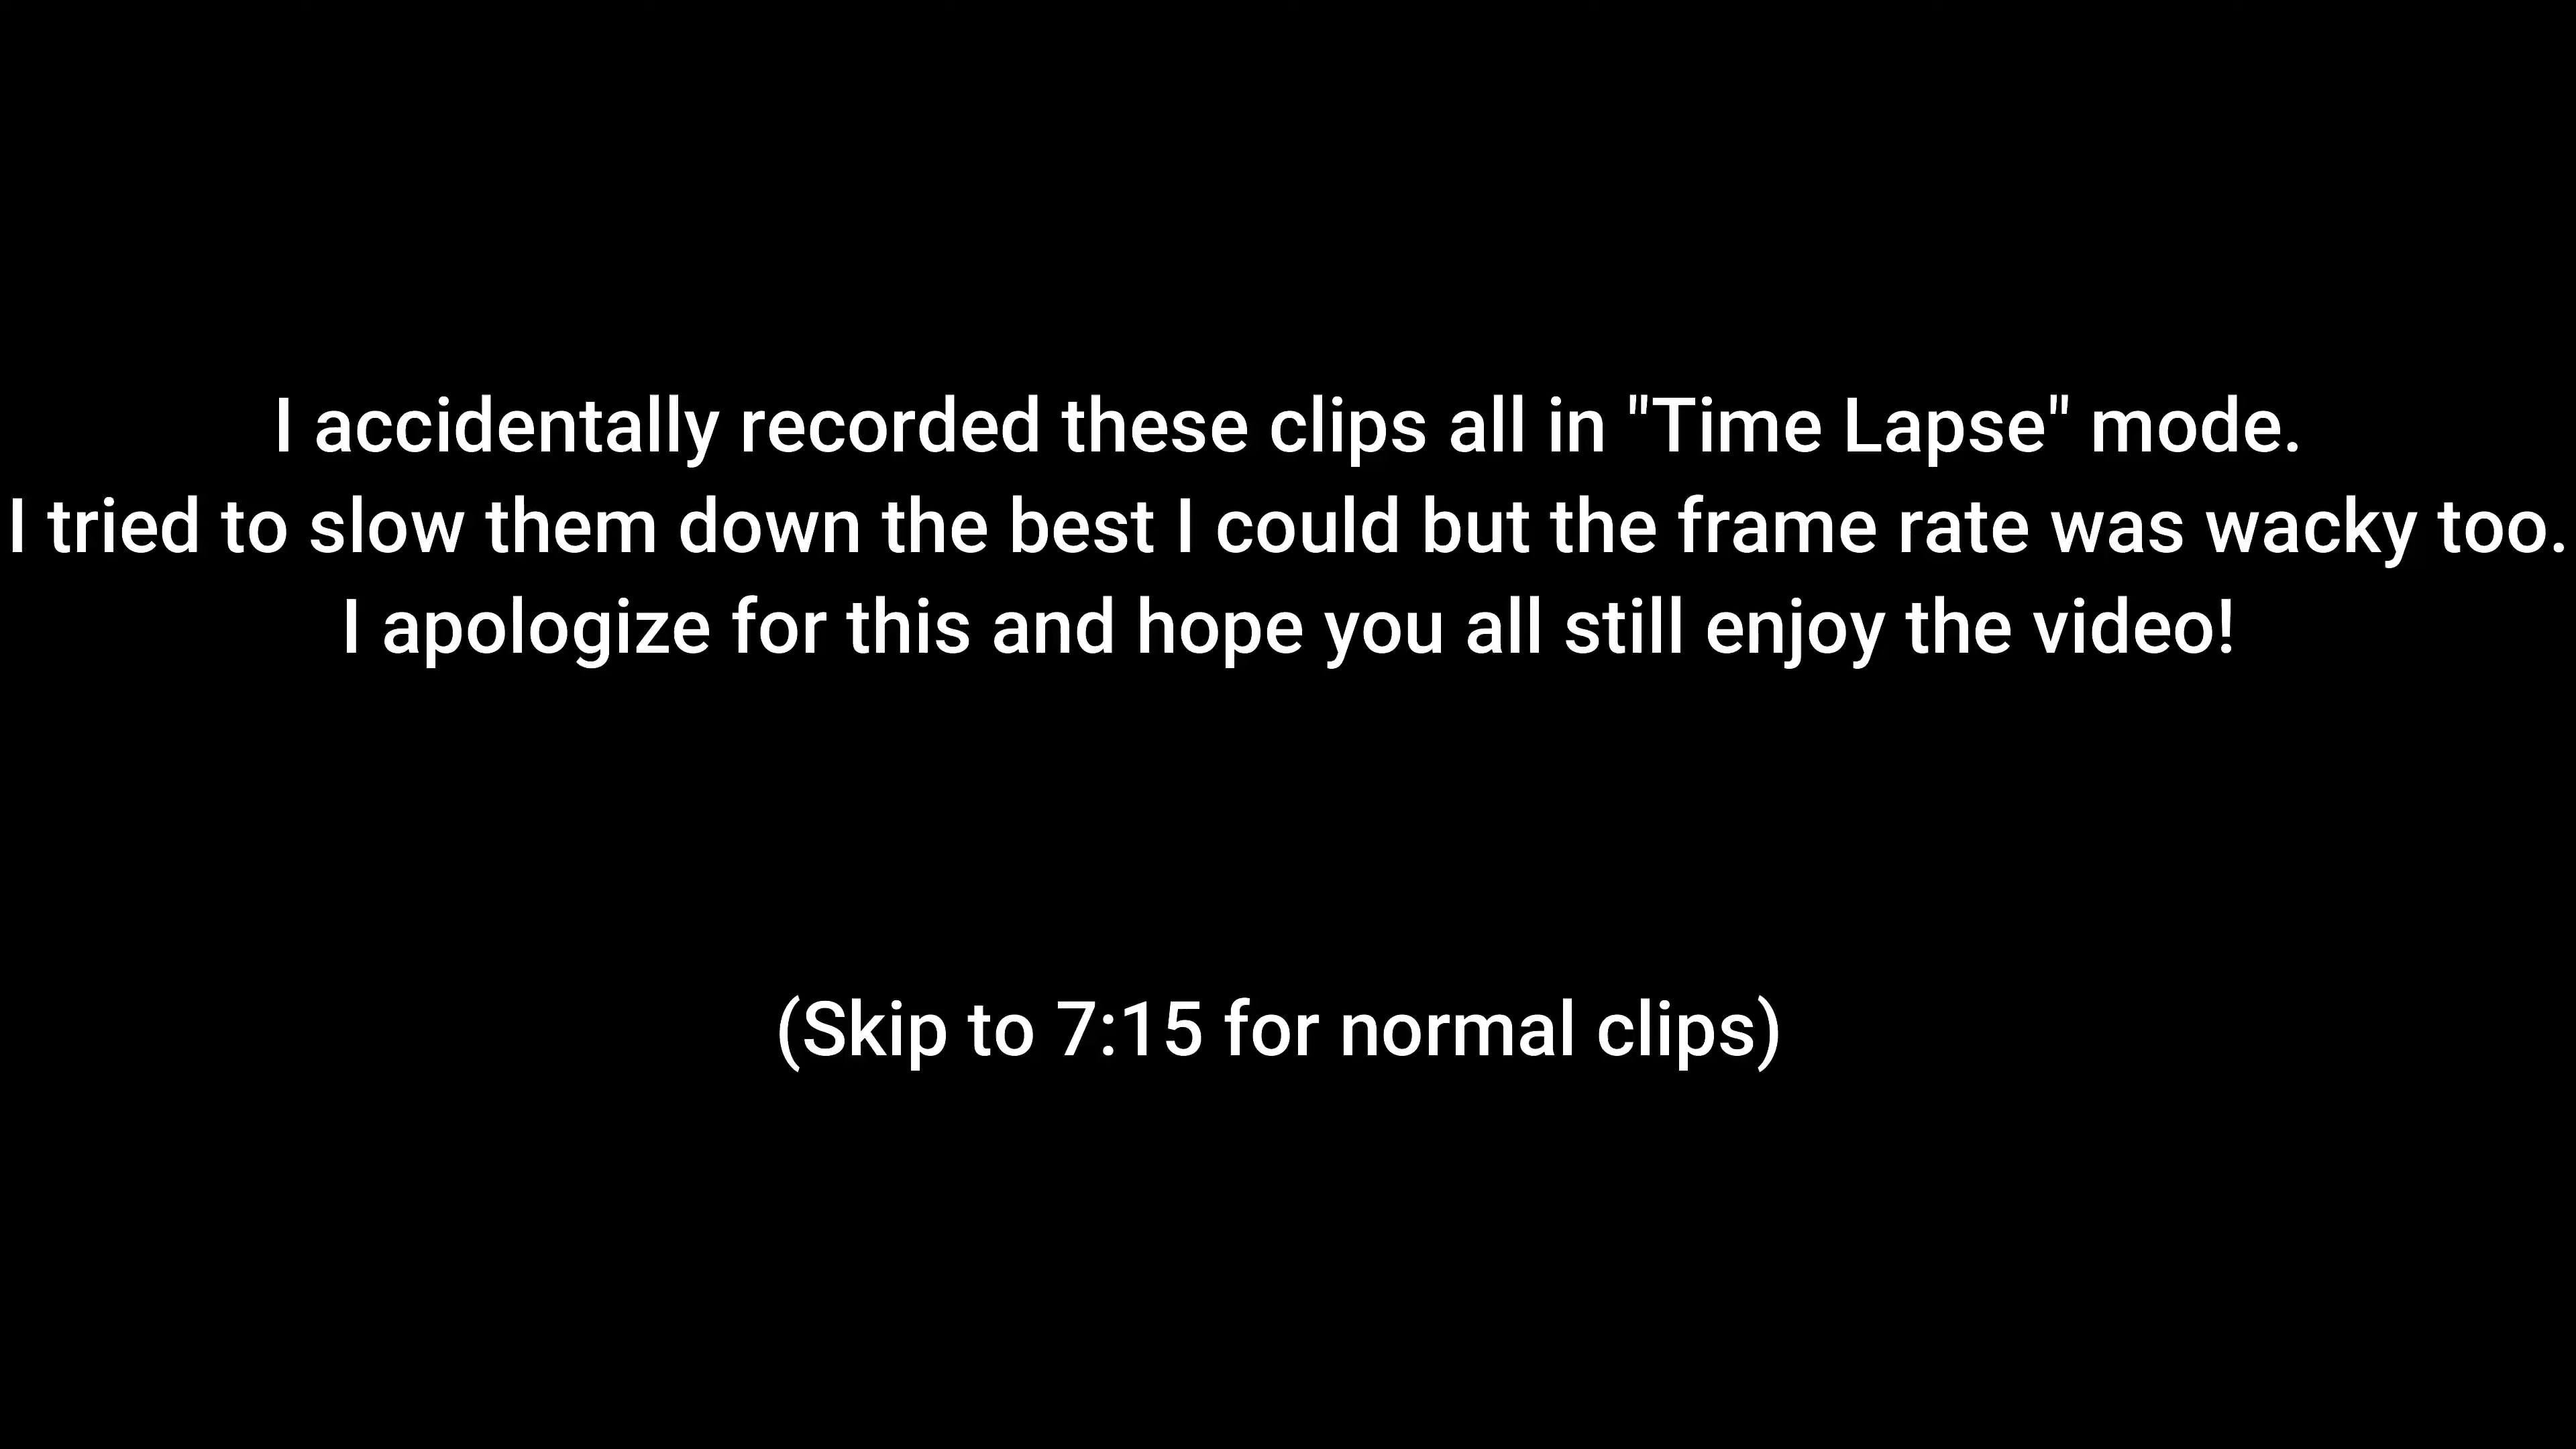 I accidentally recorded these clips all in "Time Lapse" mode.
I tried to slow them down the best I could but the frame rate was wacky too.
I apologize for this and hope you all still enjoy the video!
(Skip to 7:15 for normal clips)